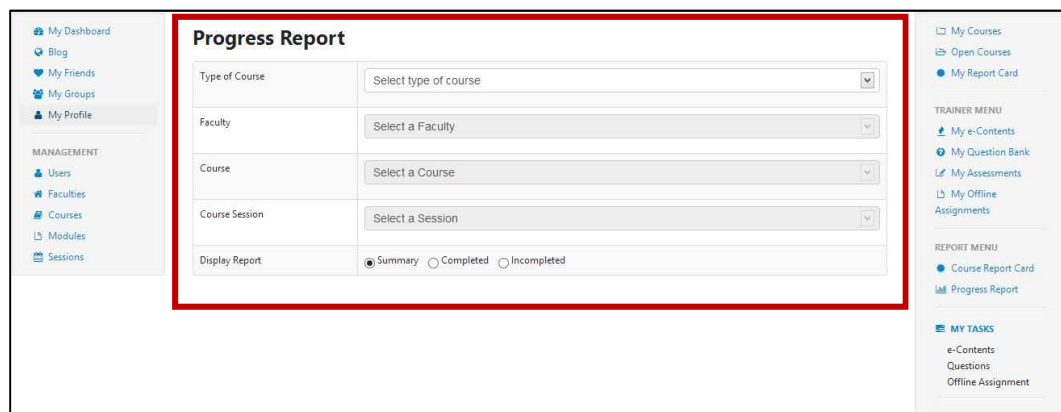 My Dashboard
Blog
My Friends
My Groups
My Profile
MANAGEMENT
Users
Faculties
Courses
Modules
Sessions
Progress Report
Type of Course
Select type of course
Faculty
Select a Faculty
Course
Select a Course
Course Session
Select a Session
Display Report
Summary Completed Incompleted
My Courses
Open Courses
My Report Card
TRAINER MENU
My e-Contents
My Question Bank
My Assessments
My Offline
Assignments
REPORT MENU
Course Report Card
Progress Report
MY TASKS
e-Contents
Questions
Offline Assignment